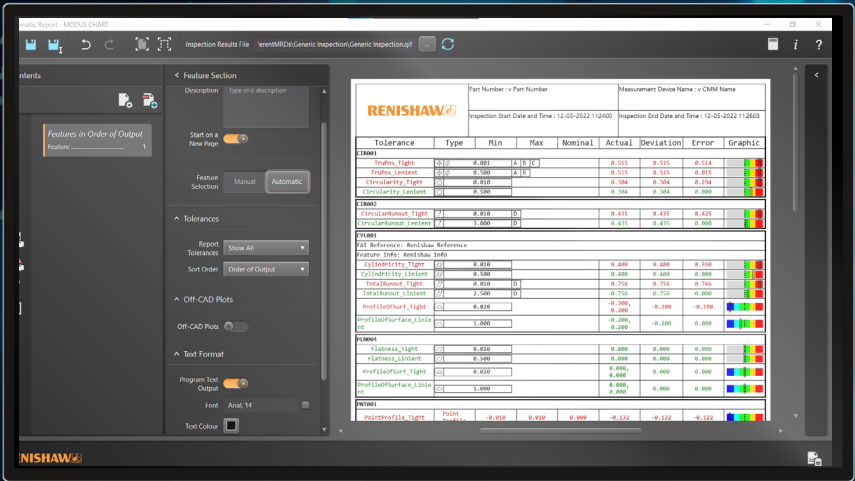 ematic Report - MODUS CHART
Inspection Results File
'erentMRDs\Generic Inspection\Generic Inspection.qif
...
i
?
ntents
Features in Order of Output
Feature 1
Feature Section
Description
Type in a description
Start on a
New Page
Feature
Selection
Manual
Automatic
Tolerances
Report
Tolerances
Show All
Sort Order
Order of Output
Off-CAD Plots
Off-CAD Plots
Text Format
Program Text
Output
Font
Arial, 14
Text Colour
RENISHAW
Part Number : v Part Number
Measurement Device Name : v CMM Name
Inspection Start Date and Time : 12-05-2022 112400
Inspection End Date and Time : 12-05-2022 112603
Tolerance Type Min Max Nominal Actual Deviation Error Graphic
CIR001
TruPos_Tight 0.001 A B C 0.515 0.515 0.514
TruPos_Lenient 0.500 A B 0.515 0.515 0.015
Circularity_Tight 0.010 0.304 0.304 0.294
Circularity_Lenient 0.500 0.304 0.304 0.000
CIR002
CircularRunout_Tight 0.010 D 0.435 0.435 0.425
CircularRunout_Lenient 3.000 D 0.435 0.435 0.000
CYL001
FAI Reference: Renishaw Reference
Feature Info: Renishaw Info
Cylindricity_Tight 0.010 0.400 0.400 0.390
Cylindricity_Linient 0.500 0.400 0.400 0.000
TotalRunout_Tight 0.010 D 0.756 0.756 0.746
TotalRunout_Linient 2.500 D 0.756 0.756 0.000
ProfileOfSurf_Tight 0.020 -0.200, 0.200 -0.200 -0.190
ProfileOfSurface_Linie
nt 1.000 -0.200, 0.200 -0.200 0.000
PLN004
Flatness_Tight 0.010 0.000 0.000 0.000
Flatness_Linient 0.500 0.000 0.000 0.000
ProfileOfSurf_Tight 0.020 0.000, 0.000 0.000 0.000
ProfileOfSurface_Linie
nt 1.000 0.000, 0.000 0.000 0.000
PNT001
PointProfile_Tight Point -0.010 0.010 0.000 -0.132 -0.132 -0.122
NISHAW